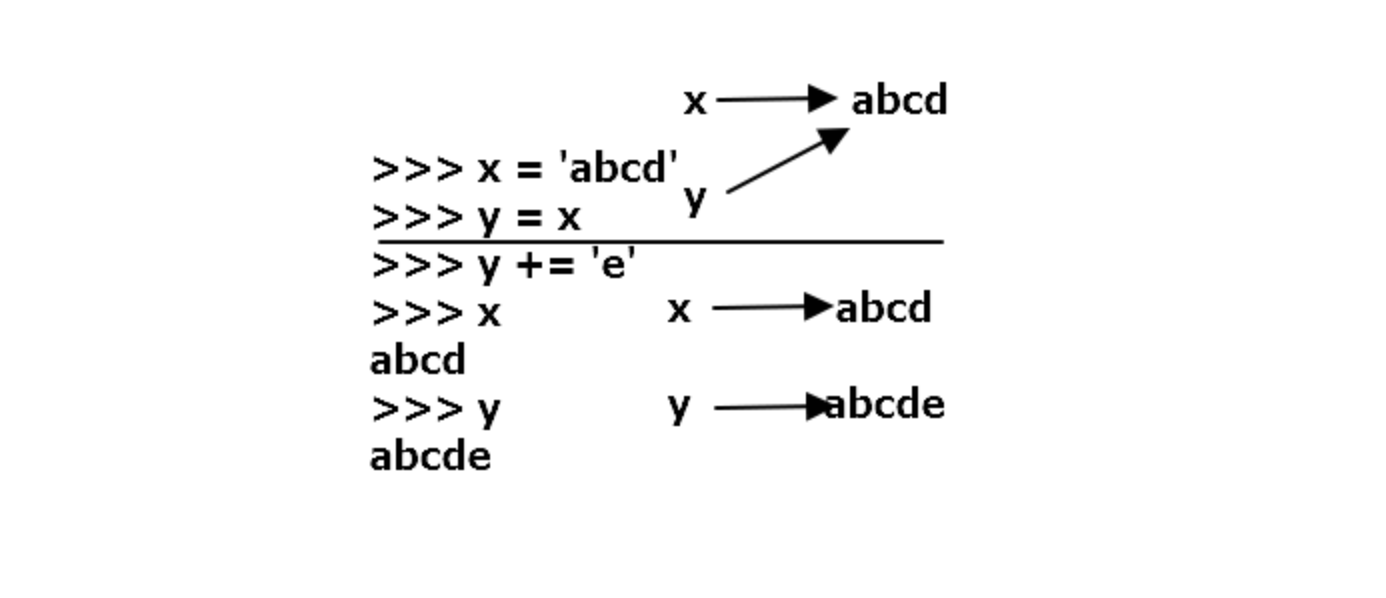 x abcd
>>> x = 'abcd'
y
>>> y = x
>>> y += 'e'
>>> x x abcd
abcd
>>> y y abcde
abcde